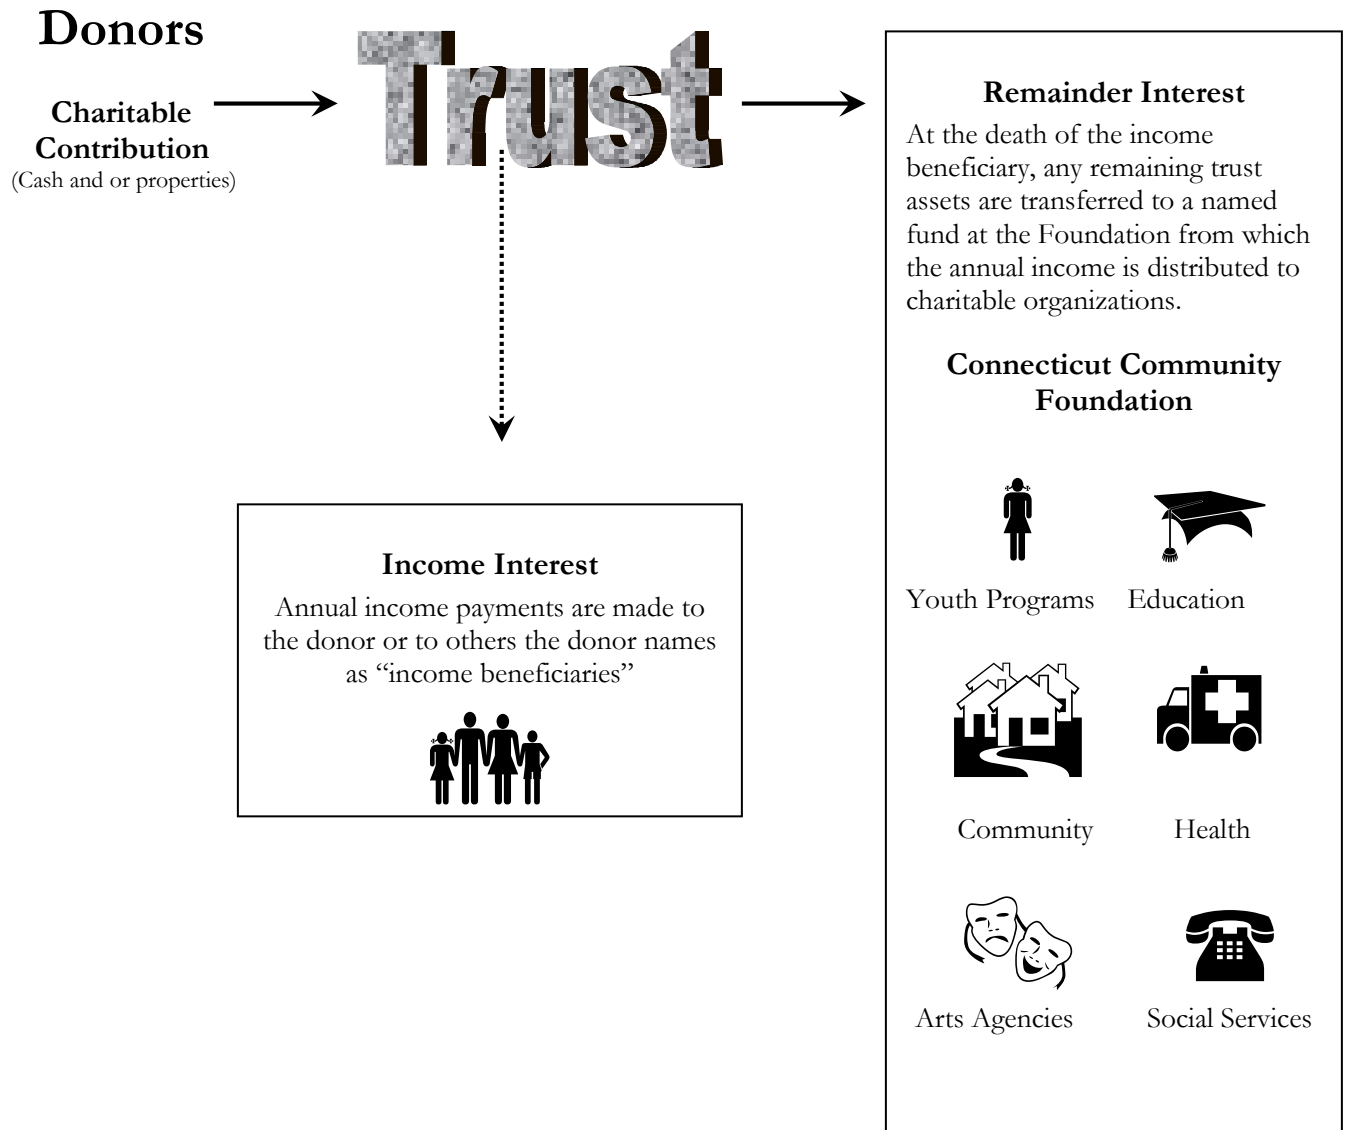 Donors
Charitable
Contribution
(Cash and or properties)
Trust
Income Interest
Annual income payments are made to
the donor or to others the donor names
as “income beneficiaries”
Remainder Interest
At the death of the income
beneficiary, any remaining trust
assets are transferred to a named
fund at the Foundation from which
the annual income is distributed to
charitable organizations.
Connecticut Community
Foundation
Youth Programs Education
Community Health
Arts Agencies Social Services